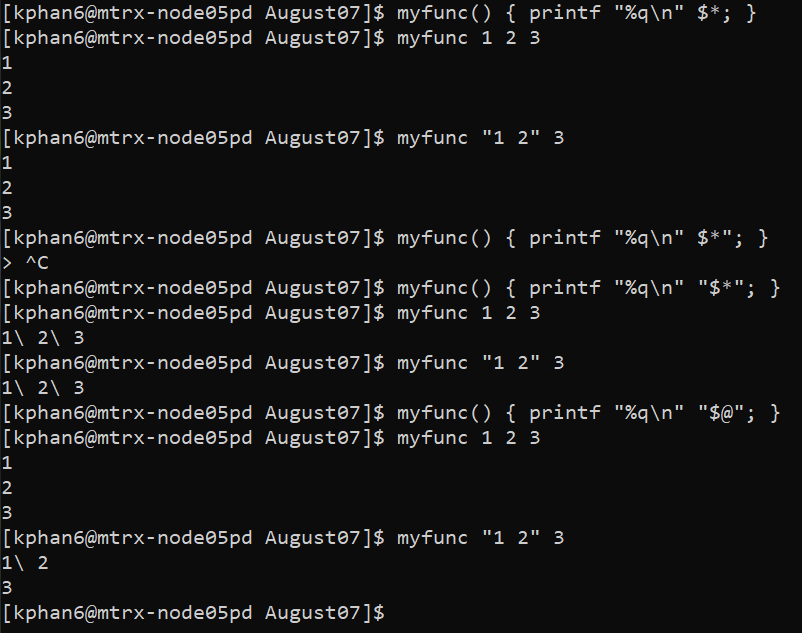 [kphan6@mtrx-node05pd August07]$ myfunc() { printf "%q\n" $*; }
[kphan6@mtrx-node05pd August07]$ myfunc 1 2 3
1
2
3
[kphan6@mtrx-node05pd August07]$ myfunc "1 2" 3
1
2
3
[kphan6@mtrx-node05pd August07]$ myfunc() { printf "%q\n" $*"; }
> ^C
[kphan6@mtrx-node05pd August07]$ myfunc() { printf "%q\n" "$*"; }
[kphan6@mtrx-node05pd August07]$ myfunc 1 2 3
1\ 2\ 3
[kphan6@mtrx-node05pd August07]$ myfunc "1 2" 3
1\ 2\ 3
[kphan6@mtrx-node05pd August07]$ myfunc() { printf "%q\n" "$@"; }
[kphan6@mtrx-node05pd August07]$ myfunc 1 2 3
1
2
3
[kphan6@mtrx-node05pd August07]$ myfunc "1 2" 3
1\ 2
3
[kphan6@mtrx-node05pd August07]$